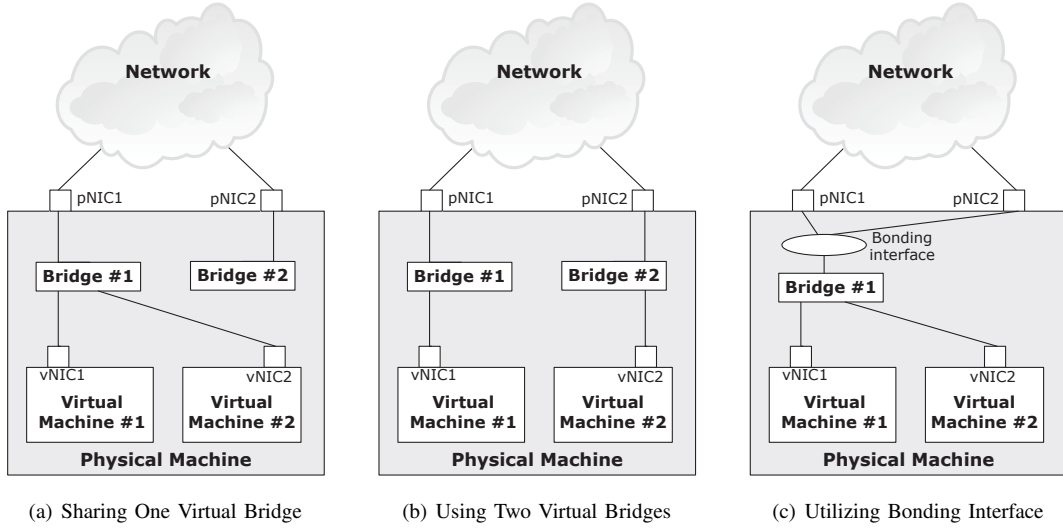 Network
pNIC1
pNIC2
Bridge #1
Bridge #2
vNIC1
vNIC2
Virtual
Machine #1
Virtual
Machine #2
Physical Machine
(a) Sharing One Virtual Bridge
Network
pNIC1
pNIC2
Bridge #1
Bridge #2
vNIC1
vNIC2
Virtual
Machine #1
Virtual
Machine #2
Physical Machine
(b) Using Two Virtual Bridges
Network
pNIC1
pNIC2
Bonding
interface
Bridge #1
vNIC1
vNIC2
Virtual
Machine #1
Virtual
Machine #2
Physical Machine
(c) Utilizing Bonding Interface